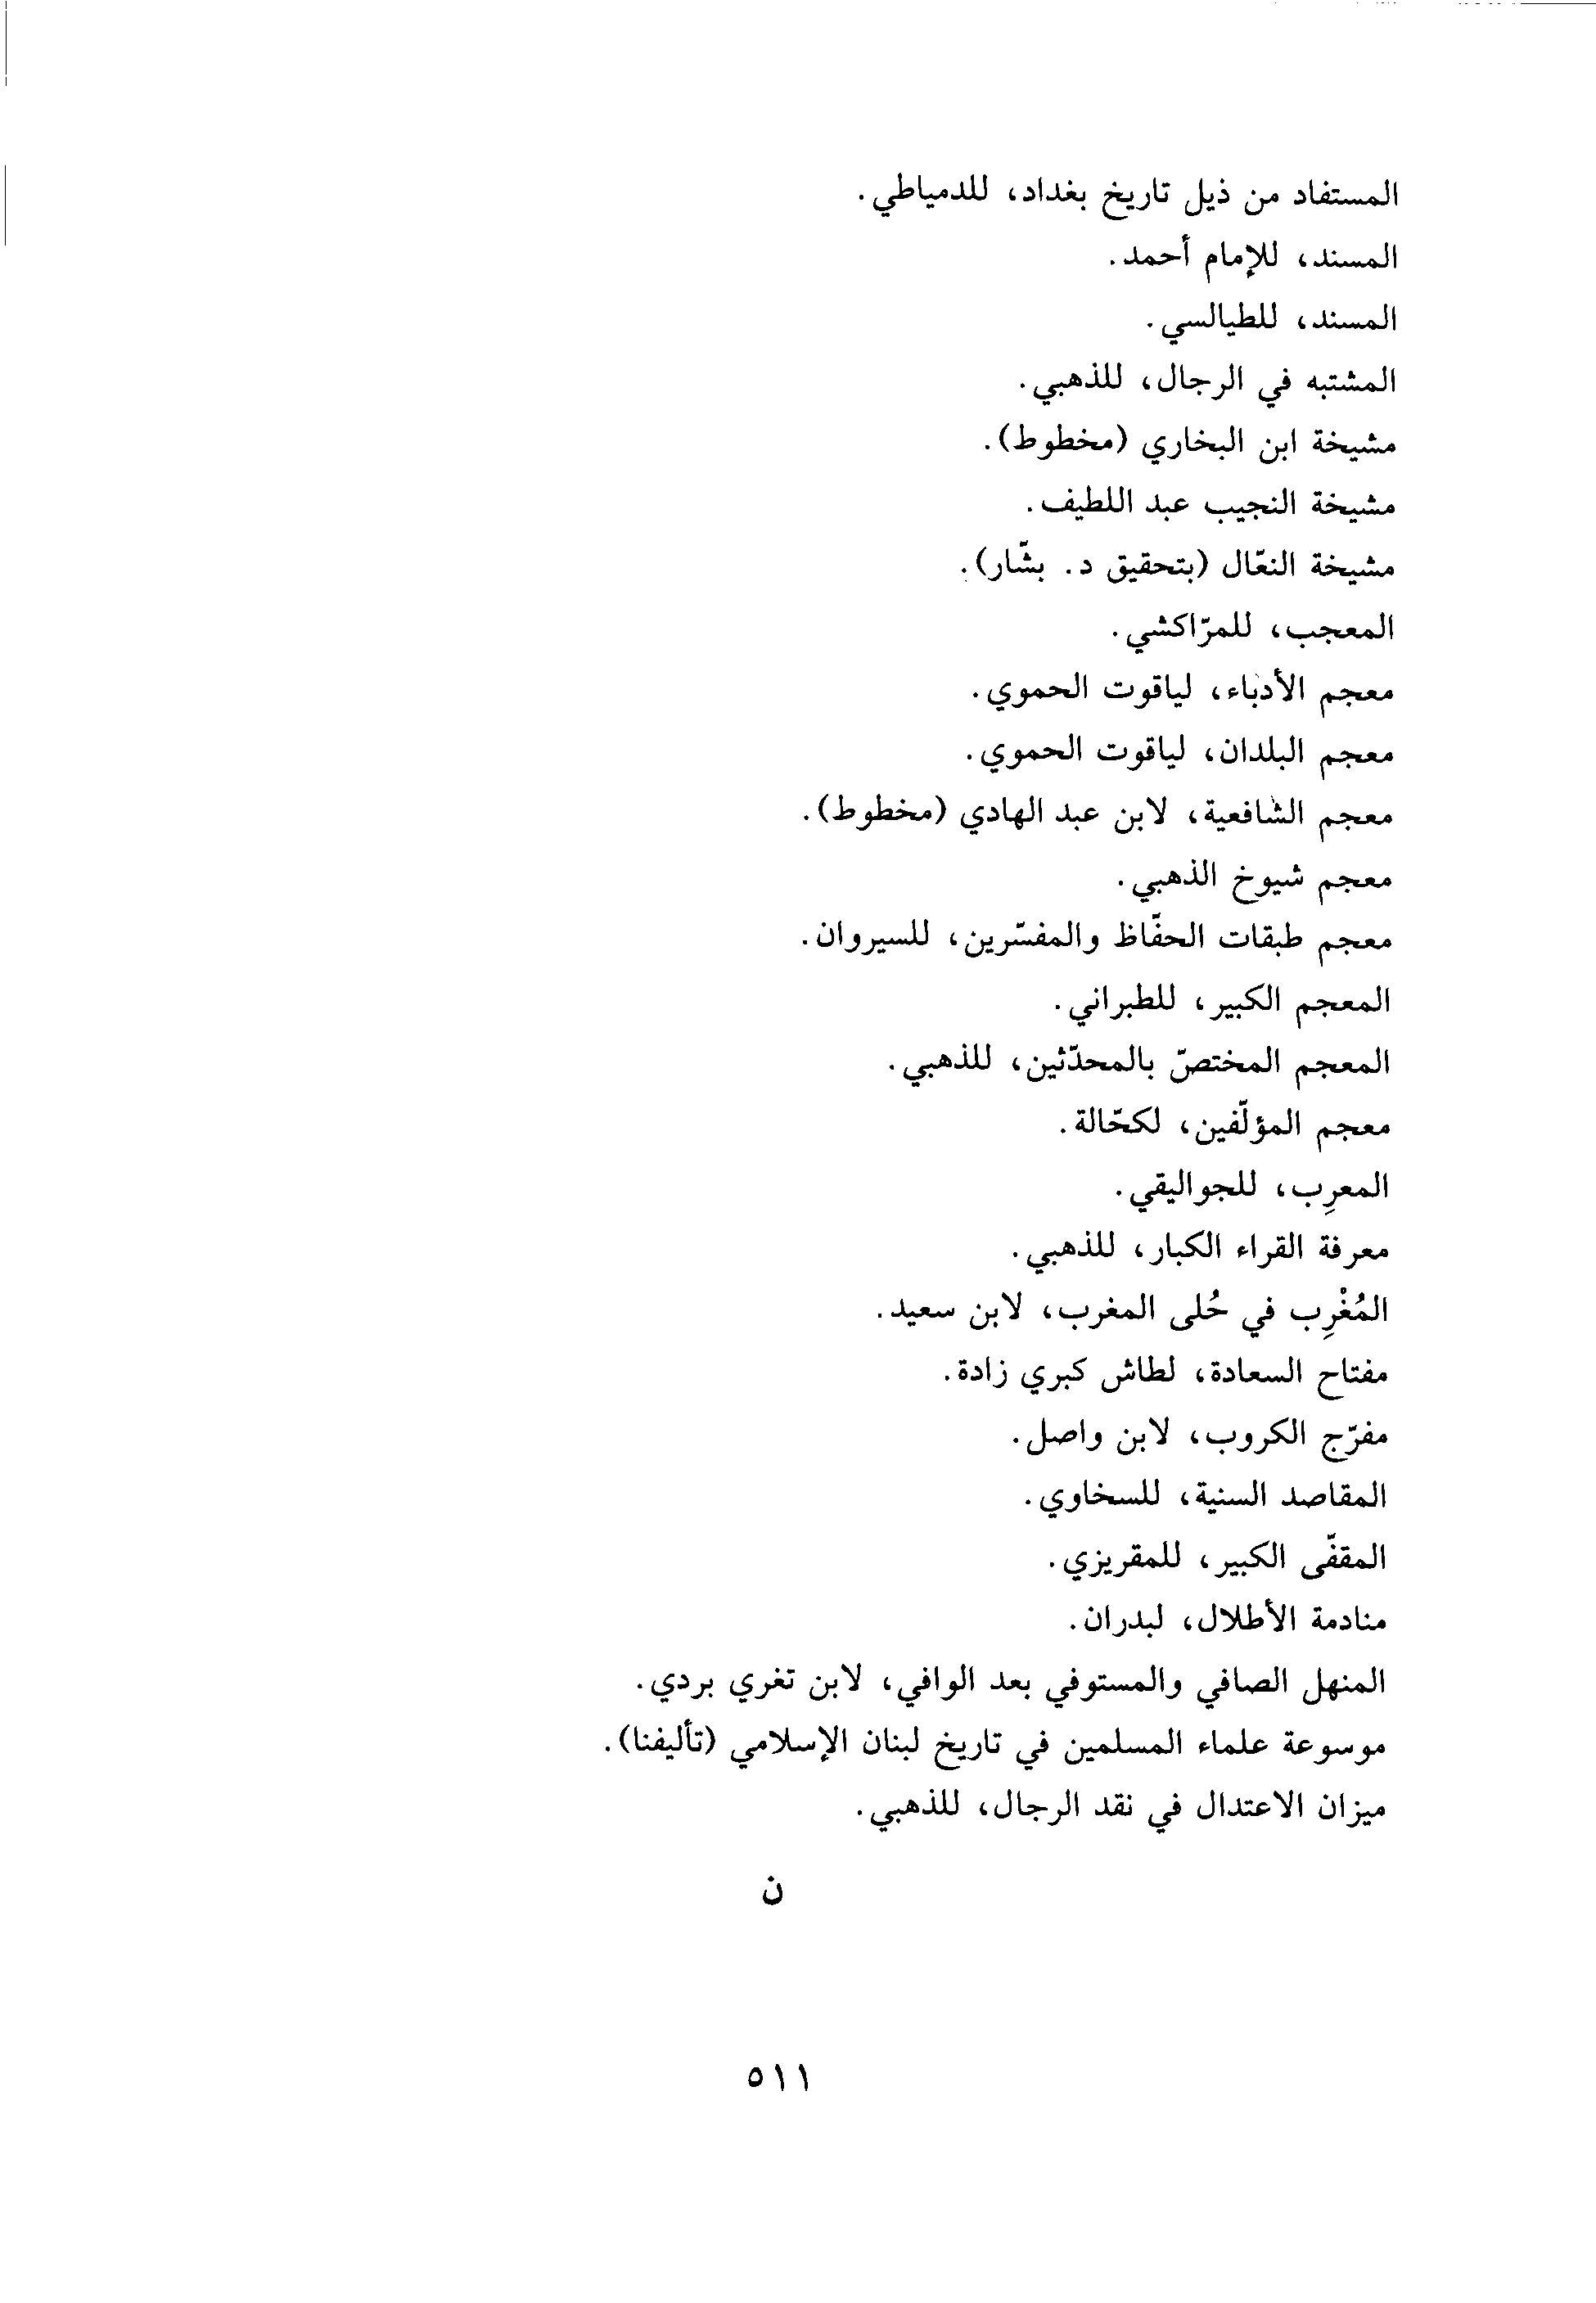 المستفاد من ذيل تاريخ بغداد، للدمياطي.
المسند، للإمام أحمد.
المسند، للطيالسي.
المشتبه في الرجال، للذهبي.
مشيخة ابن البخاري (مخطوط).
مشيخة النجيب عبد اللطيف.
مشيخة النعّال (بتحقيق د. بشّار).
المعجب، للمرّاكشي.
معجم الأدباء، لياقوت الحموي.
معجم البلدان، لياقوت الحموي.
معجم الشافعية، لابن عبد الهادي (مخطوط).
معجم شيوخ الذهبي.
معجم طبقات الحفّاظ والمفسّرين، للسيروان.
المعجم الكبير، للطبراني.
المعجم المختصّ بالمحدّثين، للذهبي.
معجم المؤلّفين، لكحّالة.
المعرِب، للجواليقي.
معرفة القراء الكبار، للذهبي.
المُغْرِب في حُلى المغرب، لابن سعيد.
مفتاح السعادة، لطاش كبري زادة.
مفرّج الكروب، لابن واصل.
المقاصد السنية، للسخاوي.
المقفّى الكبير، للمقريزي.
منادمة الأطلال، لبدران.
المنهل الصافي والمستوفي بعد الوافي، لابن تغري بردي.
موسوعة علماء المسلمين في تاريخ لبنان الإسلامي (تأليفنا).
ميزان الاعتدال في نقد الرجال، للذهبي.
ن
٥١١